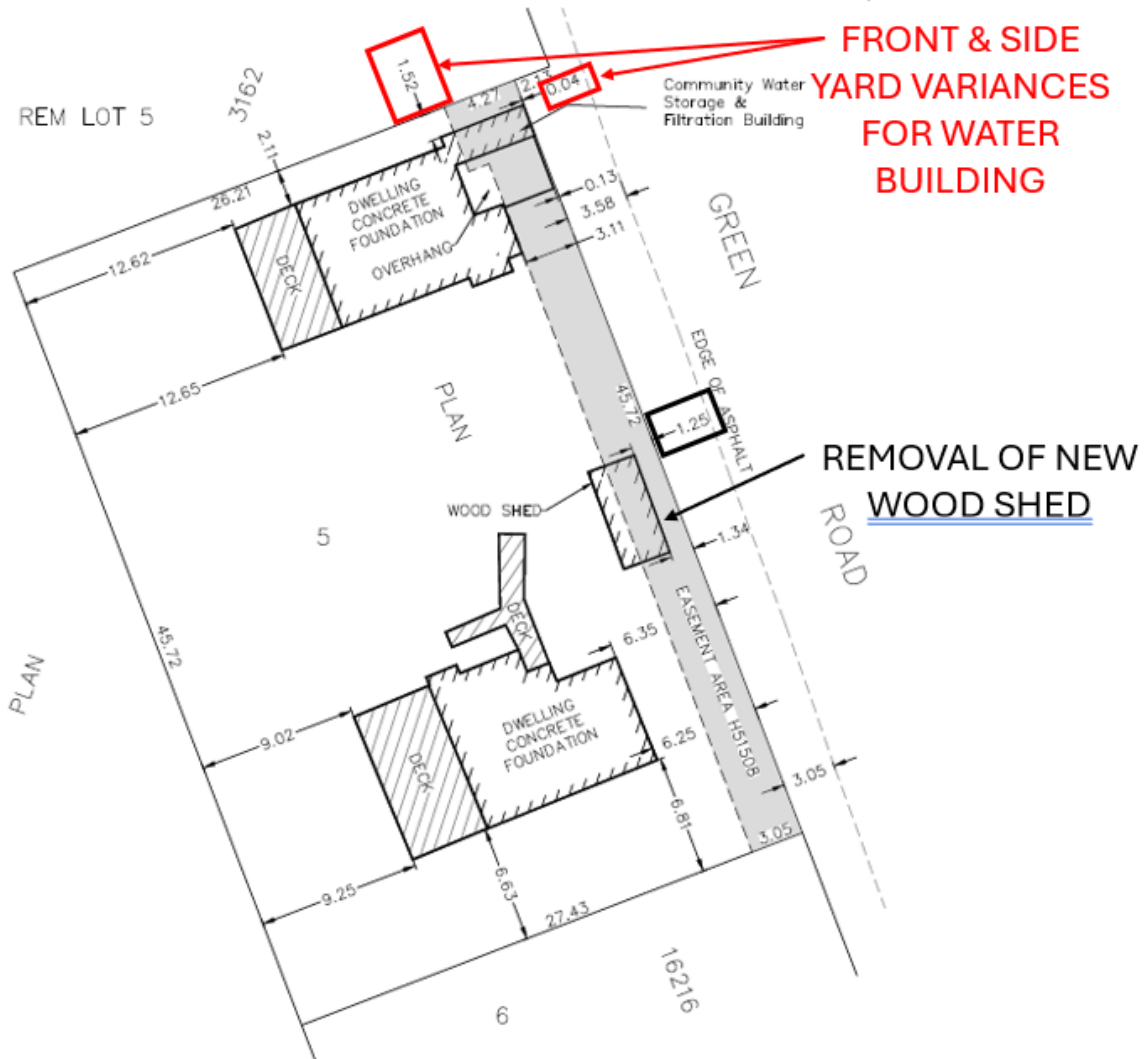 FRONT & SIDE
YARD VARIANCES
FOR WATER
BUILDING
REM LOT 5
3162
1.52
4.27
2.13
0.04
Community Water
Storage &
Filtration Building
2.11
26.21
DWELLING
CONCRETE
FOUNDATION
OVERHANG
DECK
12.62
0.13
3.58
3.11
GREEN
12.65
PLAN
45.72
EDGE OF ASPHALT
1.25
REMOVAL OF NEW
WOOD SHED
WOOD SHED
5
1.34
ROAD
DECK
6.35
EASEMENT AREA H51508
45.72
PLAN
9.02
DWELLING
CONCRETE
FOUNDATION
6.25
DECK
6.81
3.05
3.05
9.25
6.63
27.43
16216
6